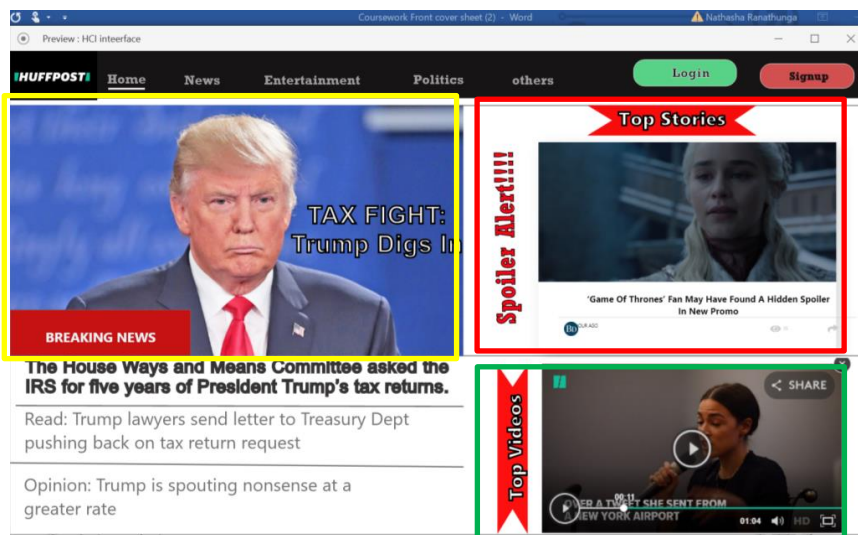 Coursework Front cover sheet (2) - Word
Nathasha Ranathunga
Preview : HCI inteerface
HUFFPOST
Home
News
Entertainment
Politics
others
Login
Signup
TAX FIGHT:
Trump Digs In
BREAKING NEWS
The House Ways and Means Committee asked the
IRS for five years of President Trump's tax returns.
Read: Trump lawyers send letter to Treasury Dept
pushing back on tax return request
Opinion: Trump is spouting nonsense at a
greater rate
Top Stories
Spoiler Alert!!!!
'Game Of Thrones' Fan May Have Found A Hidden Spoiler
In New Promo
Top Videos
SHARE
00:11
OVER A TWEET SHE SENT FROM
A NEW YORK AIRPORT
01:04
HD